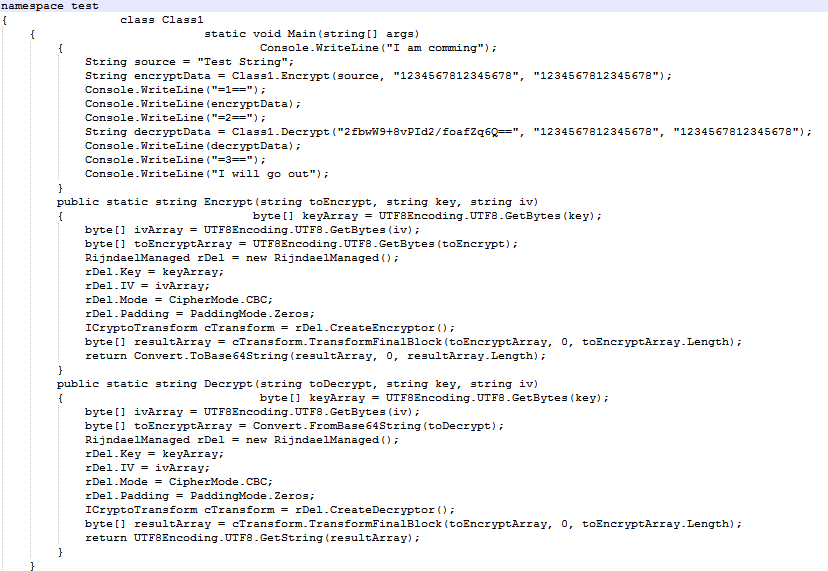 namespace test
{ class Class1
{ static void Main(string[] args)
{ Console.WriteLine("I am comming");
String source = "Test String";
String encryptData = Class1.Encrypt(source, "1234567812345678", "1234567812345678");
Console.WriteLine("=1==");
Console.WriteLine(encryptData);
Console.WriteLine("=2==");
String decryptData = Class1.Decrypt("2fbwW9+8vPId2/foafZq6Q==", "1234567812345678", "1234567812345678");
Console.WriteLine(decryptData);
Console.WriteLine("=3==");
Console.WriteLine("I will go out");
}
public static string Encrypt(string toEncrypt, string key, string iv)
{ byte[] keyArray = UTF8Encoding.UTF8.GetBytes(key);
byte[] ivArray = UTF8Encoding.UTF8.GetBytes(iv);
byte[] toEncryptArray = UTF8Encoding.UTF8.GetBytes(toEncrypt);
RijndaelManaged rDel = new RijndaelManaged();
rDel.Key = keyArray;
rDel.IV = ivArray;
rDel.Mode = CipherMode.CBC;
rDel.Padding = PaddingMode.Zeros;
ICryptoTransform cTransform = rDel.CreateEncryptor();
byte[] resultArray = cTransform.TransformFinalBlock(toEncryptArray, 0, toEncryptArray.Length);
return Convert.ToBase64String(resultArray, 0, resultArray.Length);
}
public static string Decrypt(string toDecrypt, string key, string iv)
{ byte[] keyArray = UTF8Encoding.UTF8.GetBytes(key);
byte[] ivArray = UTF8Encoding.UTF8.GetBytes(iv);
byte[] toEncryptArray = Convert.FromBase64String(toDecrypt);
RijndaelManaged rDel = new RijndaelManaged();
rDel.Key = keyArray;
rDel.IV = ivArray;
rDel.Mode = CipherMode.CBC;
rDel.Padding = PaddingMode.Zeros;
ICryptoTransform cTransform = rDel.CreateDecryptor();
byte[] resultArray = cTransform.TransformFinalBlock(toEncryptArray, 0, toEncryptArray.Length);
return UTF8Encoding.UTF8.GetString(resultArray);
}
}